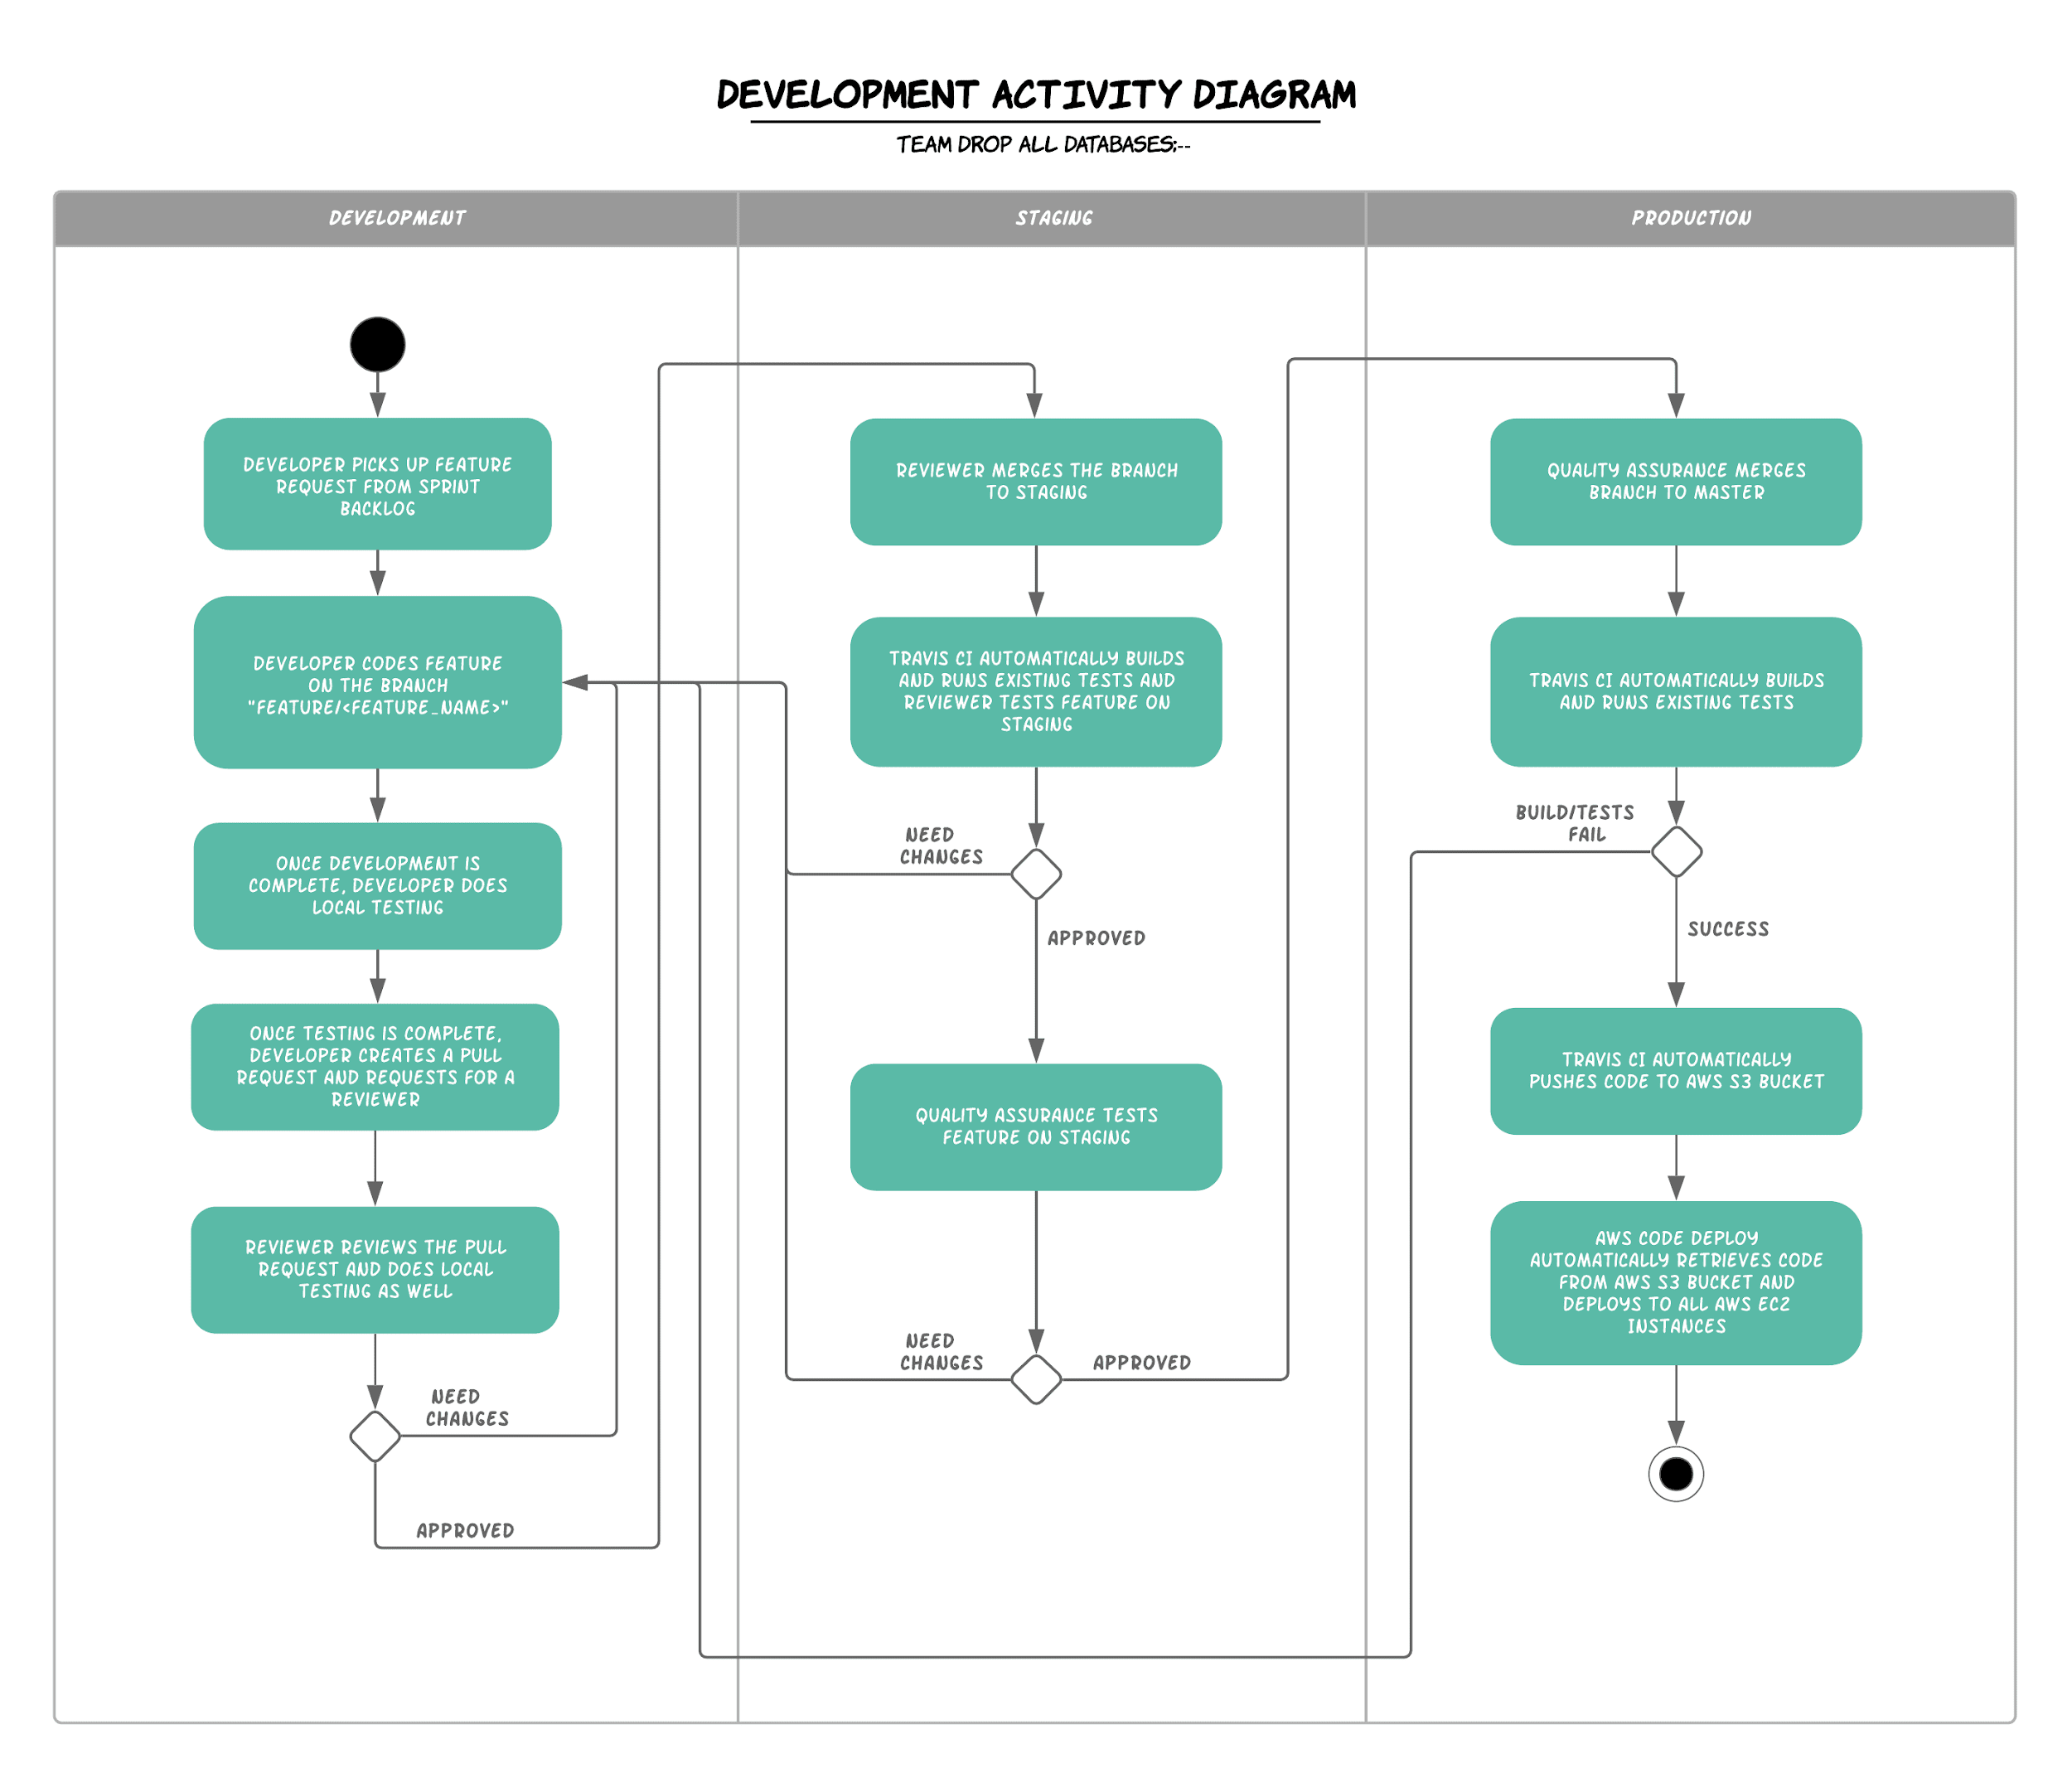 DEVELOPMENT ACTIVITY DIAGRAM
TEAM DROP ALL DATABASES;--
DEVELOPMENT
STAGING
PRODUCTION
DEVELOPER PICKS UP FEATURE
REQUEST FROM SPRINT
BACKLOG
DEVELOPER CODES FEATURE
ON THE BRANCH
"FEATURE/<FEATURE_NAME>"
ONCE DEVELOPMENT IS
COMPLETE, DEVELOPER DOES
LOCAL TESTING
ONCE TESTING IS COMPLETE,
DEVELOPER CREATES A PULL
REQUEST AND REQUESTS FOR A
REVIEWER
REVIEWER REVIEWS THE PULL
REQUEST AND DOES LOCAL
TESTING AS WELL
NEED
CHANGES
APPROVED
REVIEWER MERGES THE BRANCH
TO STAGING
TRAVIS CI AUTOMATICALLY BUILDS
AND RUNS EXISTING TESTS AND
REVIEWER TESTS FEATURE ON
STAGING
NEED
CHANGES
APPROVED
QUALITY ASSURANCE TESTS
FEATURE ON STAGING
NEED
CHANGES
APPROVED
QUALITY ASSURANCE MERGES
BRANCH TO MASTER
TRAVIS CI AUTOMATICALLY BUILDS
AND RUNS EXISTING TESTS
BUILD/TESTS
FAIL
SUCCESS
TRAVIS CI AUTOMATICALLY
PUSHES CODE TO AWS S3 BUCKET
AWS CODE DEPLOY
AUTOMATICALLY RETRIEVES CODE
FROM AWS S3 BUCKET AND
DEPLOYS TO ALL AWS EC2
INSTANCES